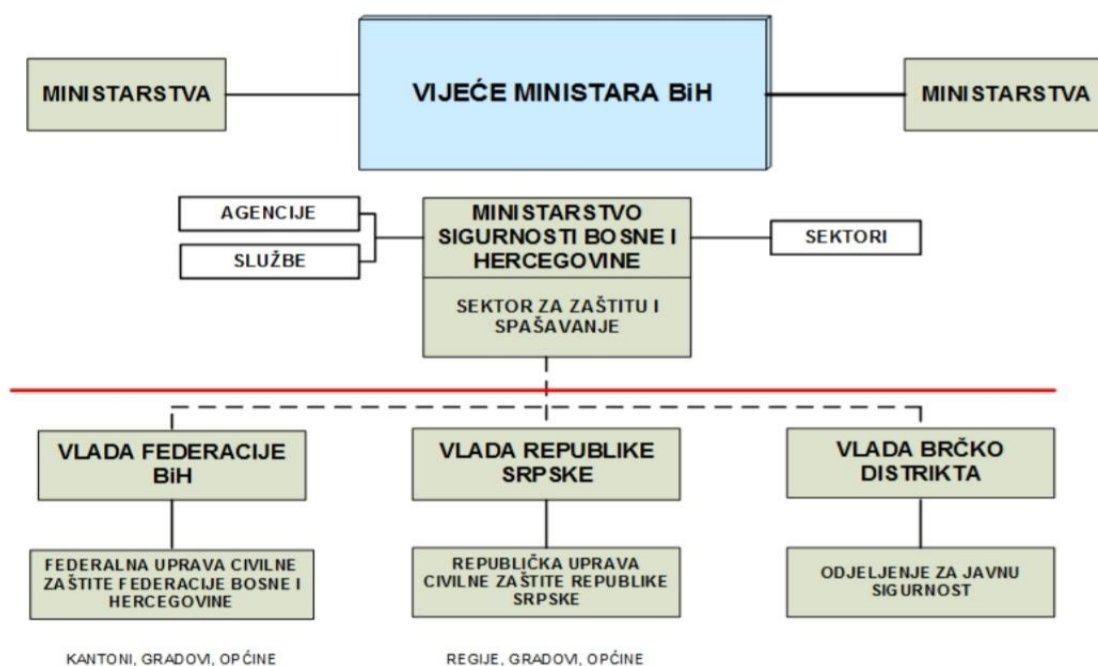 MINISTARSTVA
VIJEĆE MINISTARA BiH
MINISTARSTVA
AGENCIJE
SLUŽBE
MINISTARSTVO
SIGURNOSTI BOSNE I
HERCEGOVINE
SEKTORI
SEKTOR ZA ZAŠTITU I
SPAŠAVANJE
VLADA FEDERACIJE
BiH
VLADA REPUBLIKE
SRPSKE
VLADA BRČKO
DISTRIKTA
FEDERALNA UPRAVA CIVILNE
ZAŠTITE FEDERACIJE BOSNE I
HERCEGOVINE
REPUBLIČKA UPRAVA
CIVILNE ZAŠTITE REPUBLIKE
SRPSKE
ODJELJENJE ZA JAVNU
SIGURNOST
KANTONI, GRADOVI, OPĆINE
REGIJE, GRADOVI, OPĆINE